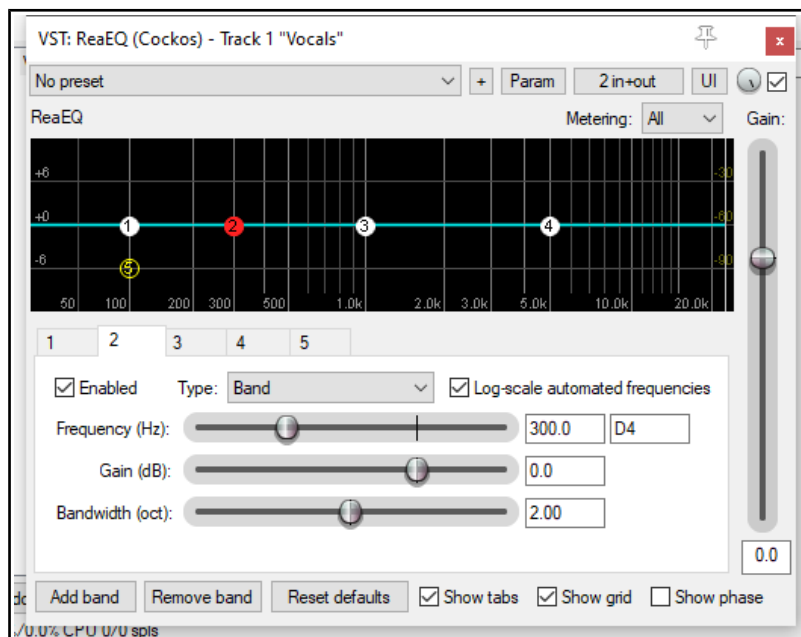 VST: ReaEQ (Cockos) - Track 1 "Vocals"
x
No preset
+
Param
2 in+out
UI
ReaEQ
Metering: All
Gain:
+6
-30
1
2
3
4
+0
-60
5
-6
-90
50 100 200 300 500 1.0k 2.0k 3.0k 5.0k 10.0k 20.0k
1 2 3 4 5
Enabled
Type: Band
Log-scale automated frequencies
Frequency (Hz): 300.0 D4
Gain (dB): 0.0
Bandwidth (oct): 2.00
0.0
Add band
Remove band
Reset defaults
Show tabs
Show grid
Show phase
/0.0% CPU 0/0 spls